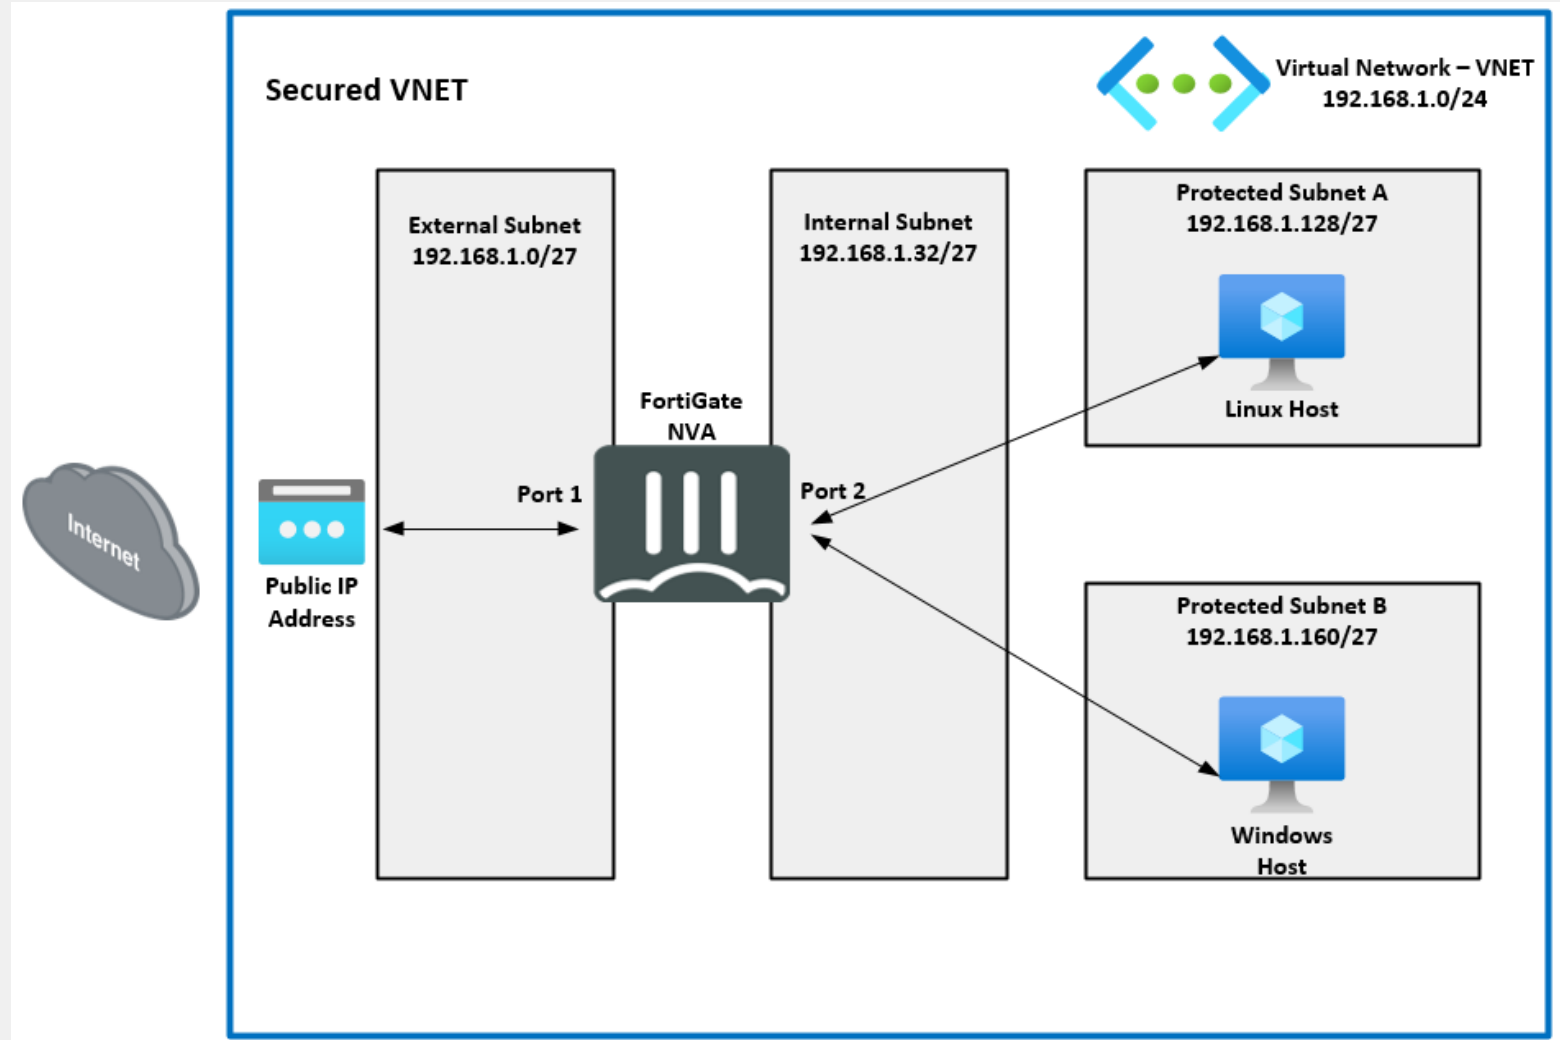 Secured VNET
Virtual Network – VNET
192.168.1.0/24
External Subnet
192.168.1.0/27
Internal Subnet
192.168.1.32/27
Protected Subnet A
192.168.1.128/27
Linux Host
FortiGate
NVA
Port 1
Port 2
Internet
Public IP
Address
Protected Subnet B
192.168.1.160/27
Windows
Host